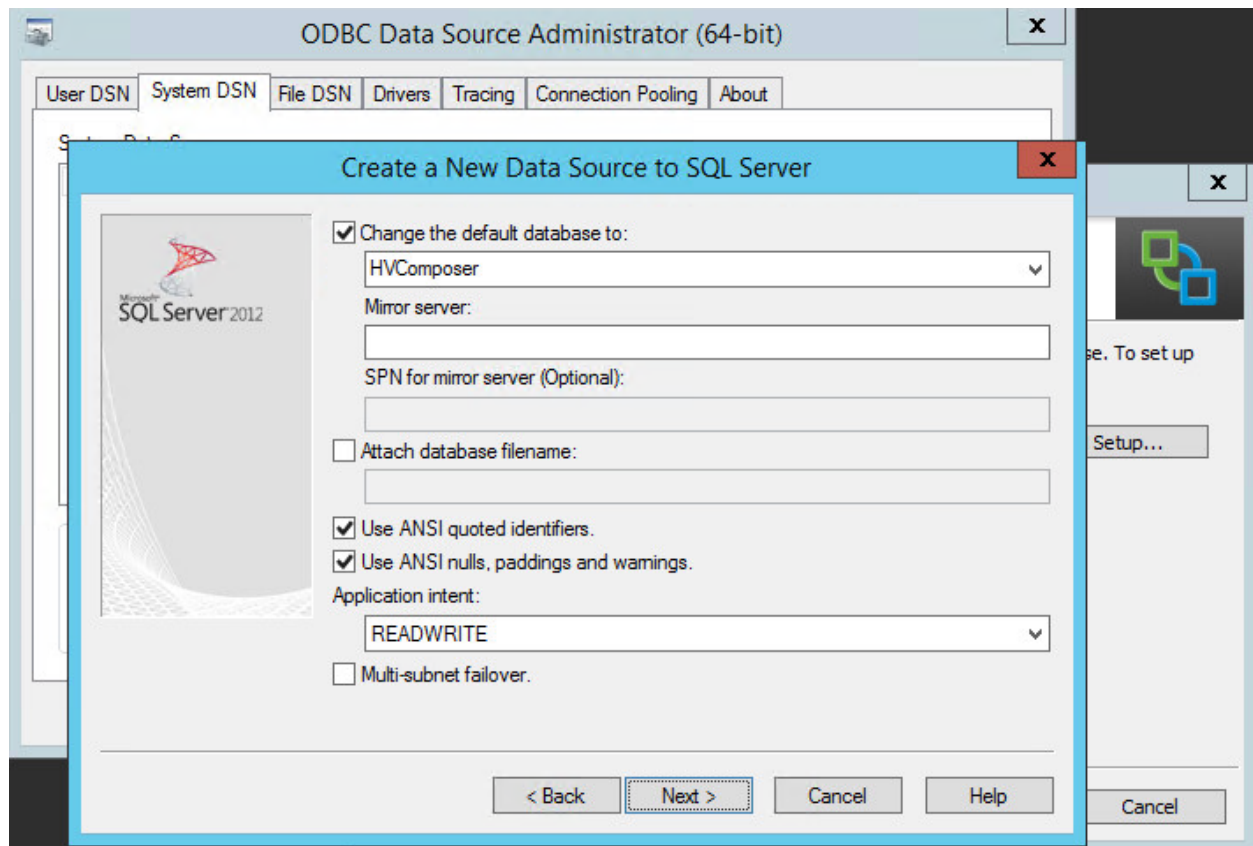 ODBC Data Source Administrator (64-bit)
x
User DSN System DSN File DSN Drivers Tracing Connection Pooling About
Create a New Data Source to SQL Server
x
x
Microsoft®
SQL Server 2012
Change the default database to:
HVComposer
Mirror server:
SPN for mirror server (Optional):
Attach database filename:
Use ANSI quoted identifiers.
Use ANSI nulls, paddings and warnings.
Application intent:
READWRITE
Multi-subnet failover.
< Back Next > Cancel Help
se. To set up
Setup...
Cancel